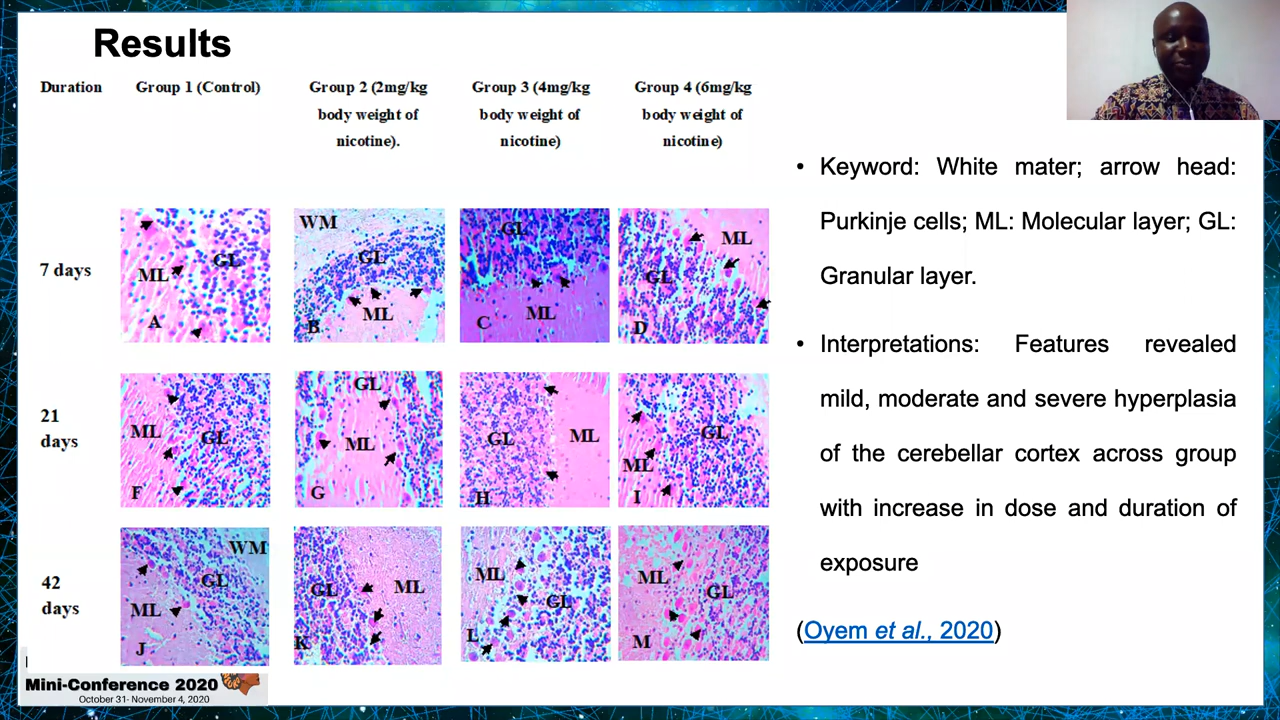 Results
Duration
Group 1 (Control)
Group 2 (2mg/kg
body weight of
nicotine).
Group 3 (4mg/kg
body weight of
nicotine)
Group 4 (6mg/kg
body weight of
nicotine)
7 days
ML GL A
WM GL ML B
GL ML C
ML GL D
21
days
ML GL F
GL ML G
GL ML H
GL ML I
42
days
WM GL ML J
GL ML K
ML GL L
ML GL M
• Keyword: White mater; arrow head:
Purkinje cells; ML: Molecular layer; GL:
Granular layer.
• Interpretations: Features revealed
mild, moderate and severe hyperplasia
of the cerebellar cortex across group
with increase in dose and duration of
exposure
(Oyem et al., 2020)
Mini-Conference 2020
October 31- November 4, 2020